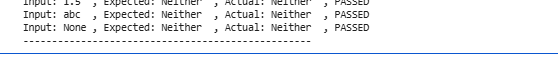 Input: 1.5  , Expected: Neither  , Actual: Neither  , PASSED
Input: abc  , Expected: Neither  , Actual: Neither  , PASSED
Input: None , Expected: Neither  , Actual: Neither  , PASSED
------------------------------------------------